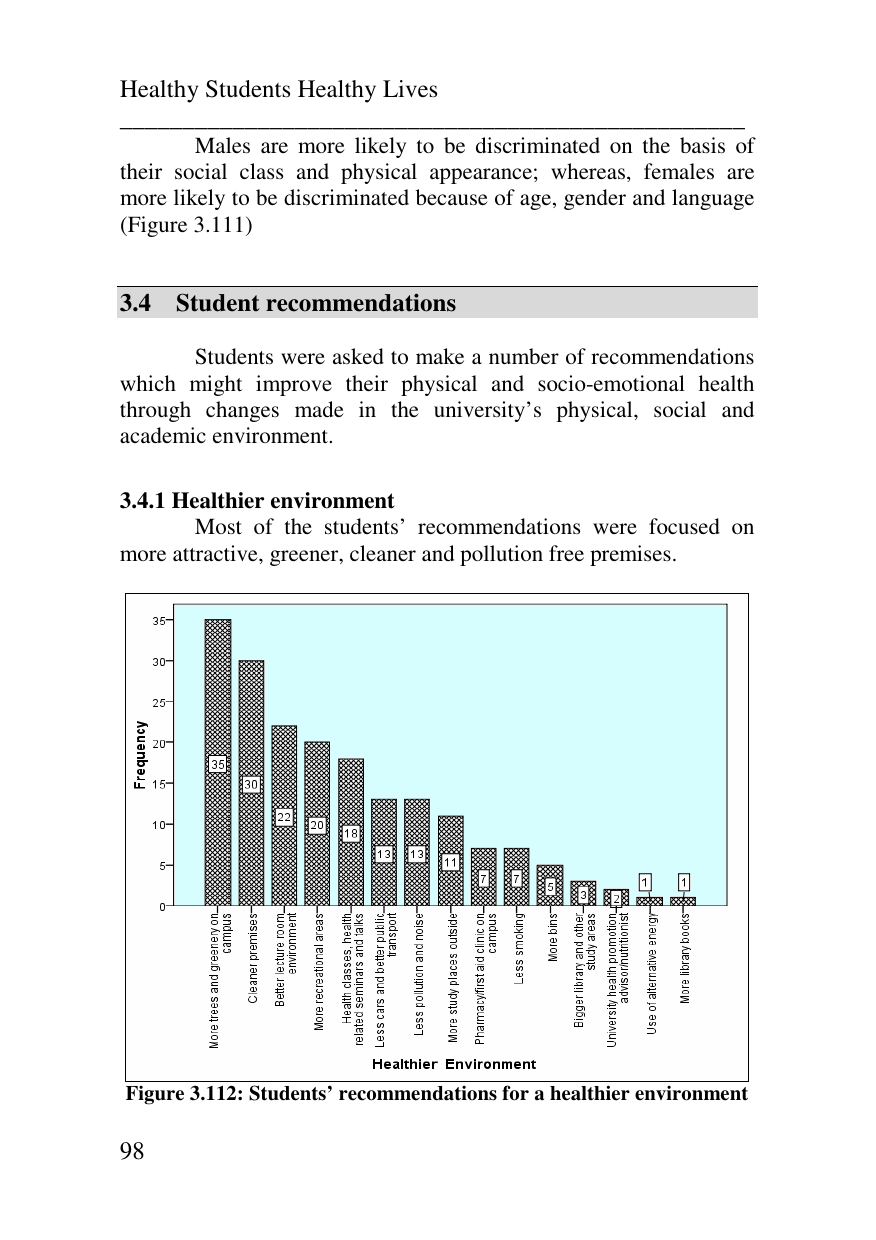 Healthy Students Healthy Lives
Males are more likely to be discriminated on the basis of
their social class and physical appearance; whereas, females are
more likely to be discriminated because of age, gender and language
(Figure 3.111)
3.4 Student recommendations
Students were asked to make a number of recommendations
which might improve their physical and socio-emotional health
through changes made in the university’s physical, social and
academic environment.
3.4.1 Healthier environment
Most of the students’ recommendations were focused on
more attractive, greener, cleaner and pollution free premises.
Frequency
35
30
25
20
15
10
5
0
35
30
22
20
18
13
13
11
7
7
5
3
2
1
1
More trees and greenery on
campus
Cleaner premises
Better lecture room
environment
More recreational areas
Health classes, health
related seminars and talks
Less cars and better public
transport
Less pollution and noise
More study places outside
Pharmacy/first aid clinic on
campus
Less smoking
More bins
Bigger library and other
study areas
University health promotion
advisor/nutritionist
Use of alternative energy
More library books
Healthier Environment
Figure 3.112: Students’ recommendations for a healthier environment
98